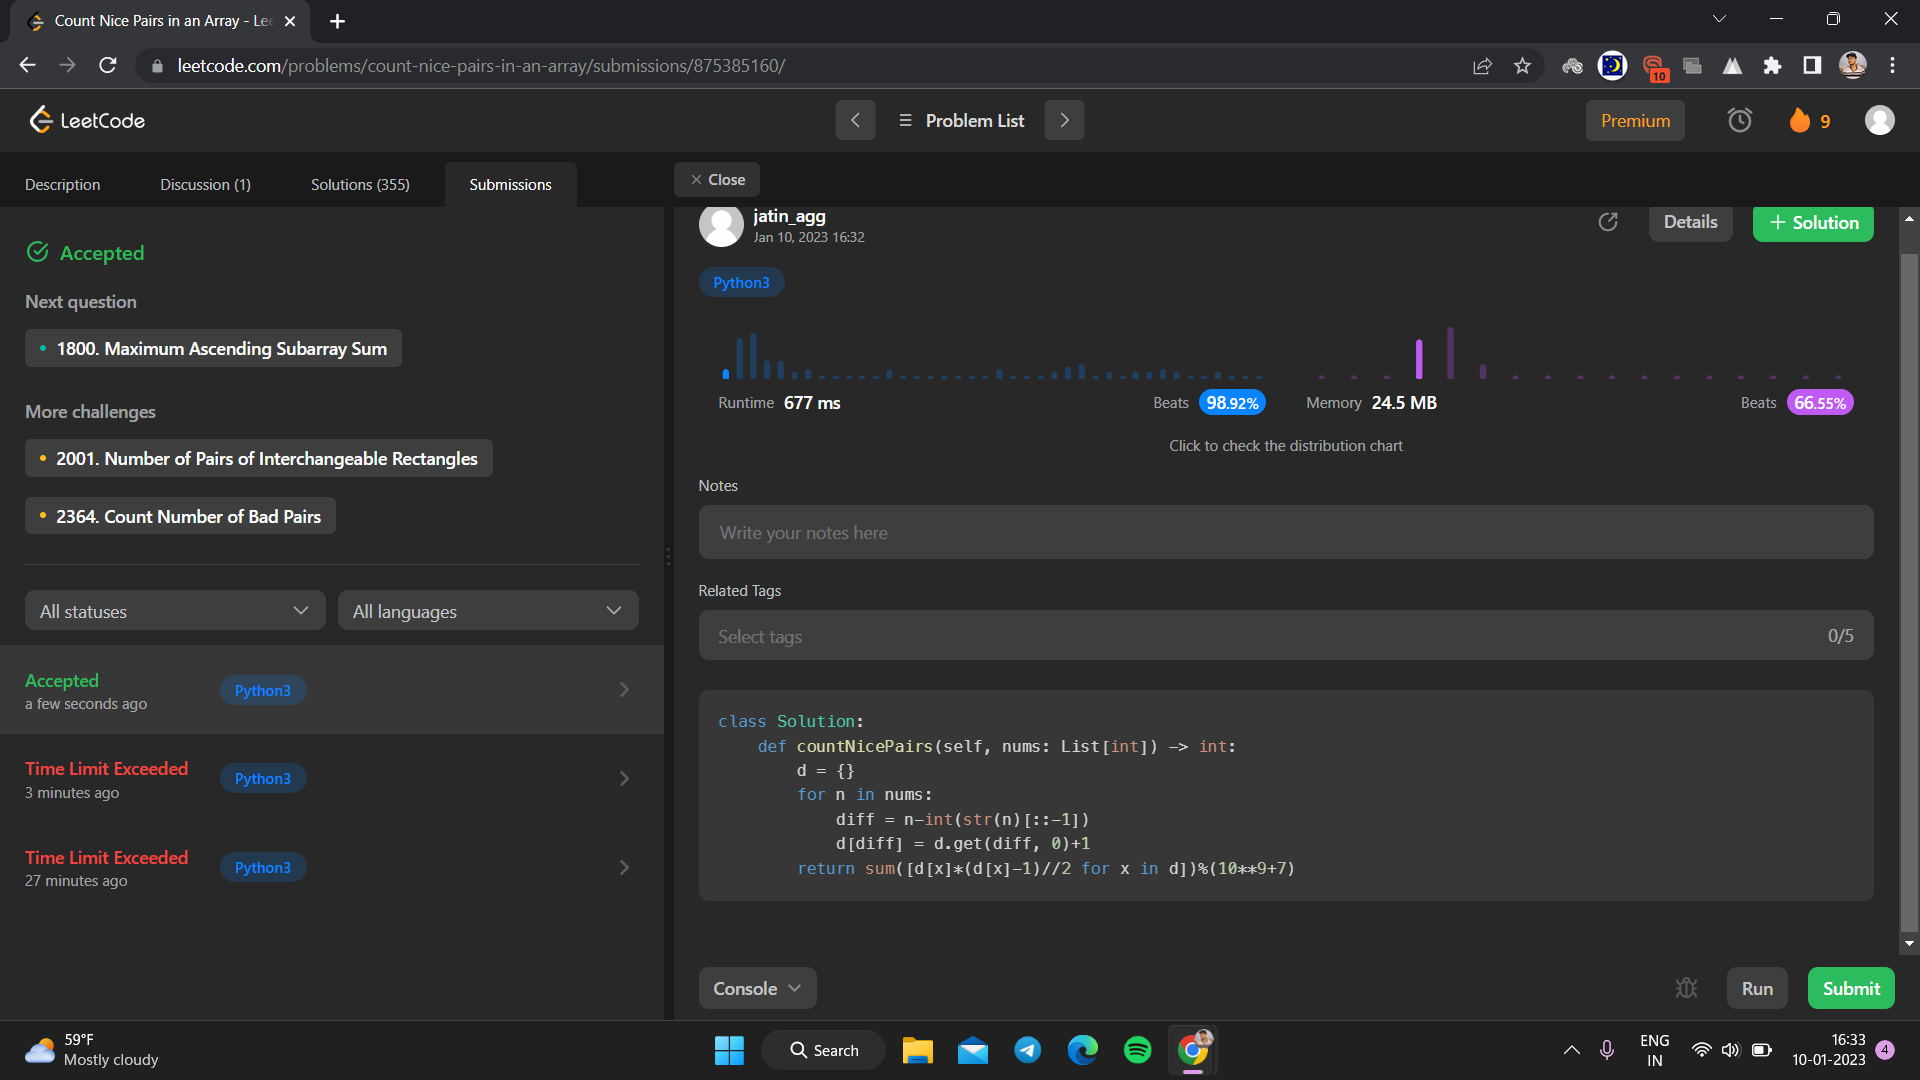 Count Nice Pairs in an Array - Lee
leetcode.com/problems/count-nice-pairs-in-an-array/submissions/875385160/
10
LeetCode
Problem List
Premium
9
Description
Discussion (1)
Solutions (355)
Submissions
Close
Accepted
Next question
1800. Maximum Ascending Subarray Sum
More challenges
2001. Number of Pairs of Interchangeable Rectangles
2364. Count Number of Bad Pairs
All statuses
All languages
Accepted
Python3
a few seconds ago
Time Limit Exceeded
Python3
3 minutes ago
Time Limit Exceeded
Python3
27 minutes ago
jatin_agg
Jan 10, 2023 16:32
Details
+ Solution
Python3
Runtime 677 ms
Beats 98.92%
Memory 24.5 MB
Beats 66.55%
Click to check the distribution chart
Notes
Write your notes here
Related Tags
Select tags
0/5
class Solution:
    def countNicePairs(self, nums: List[int]) -> int:
        d = {}
        for n in nums:
            diff = n-int(str(n)[::-1])
            d[diff] = d.get(diff, 0)+1
        return sum([d[x]*(d[x]-1)//2 for x in d])%(10**9+7)
Console
Run
Submit
59°F
Mostly cloudy
Search
ENG
IN
16:33
10-01-2023
4